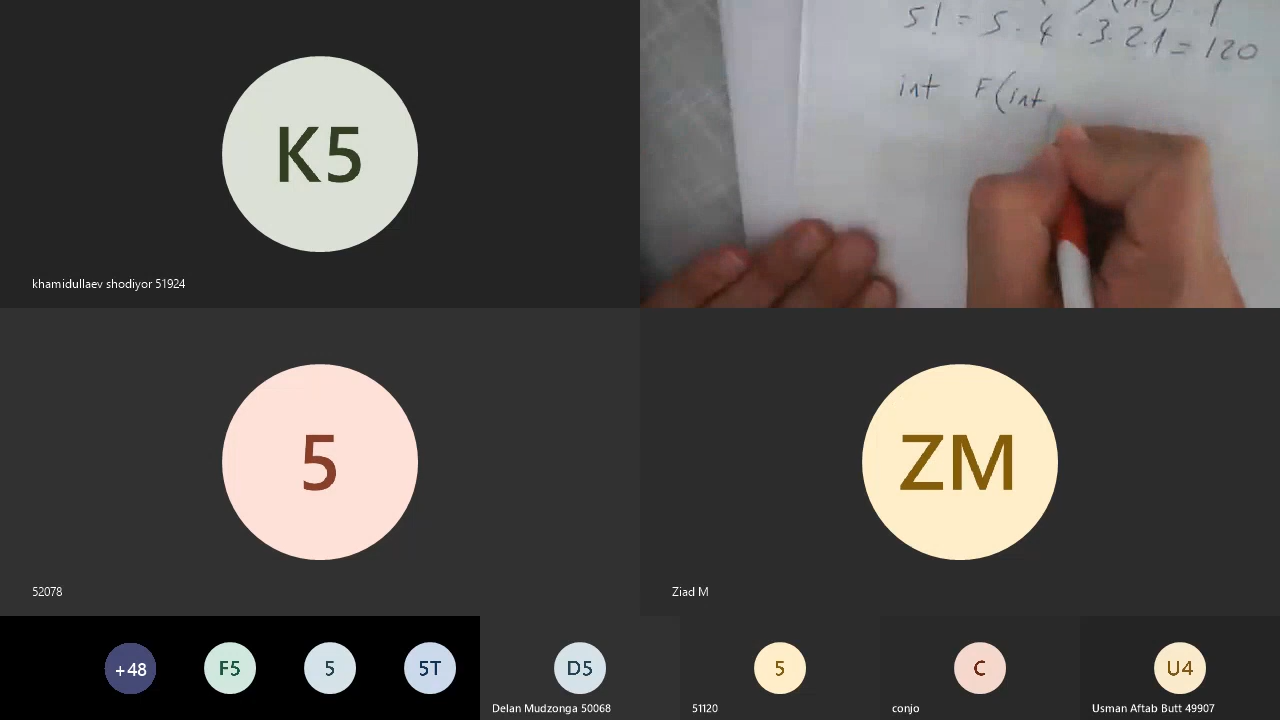 K5
khamidullaev shodiyor 51924
5! = 5 · 4 · 3 · 2 · 1 = 120
int F(int
5
52078
ZM
Ziad M
+48
F5
5
5T
D5
Delan Mudzonga 50068
5
51120
C
conjo
U4
Usman Aftab Butt 49907